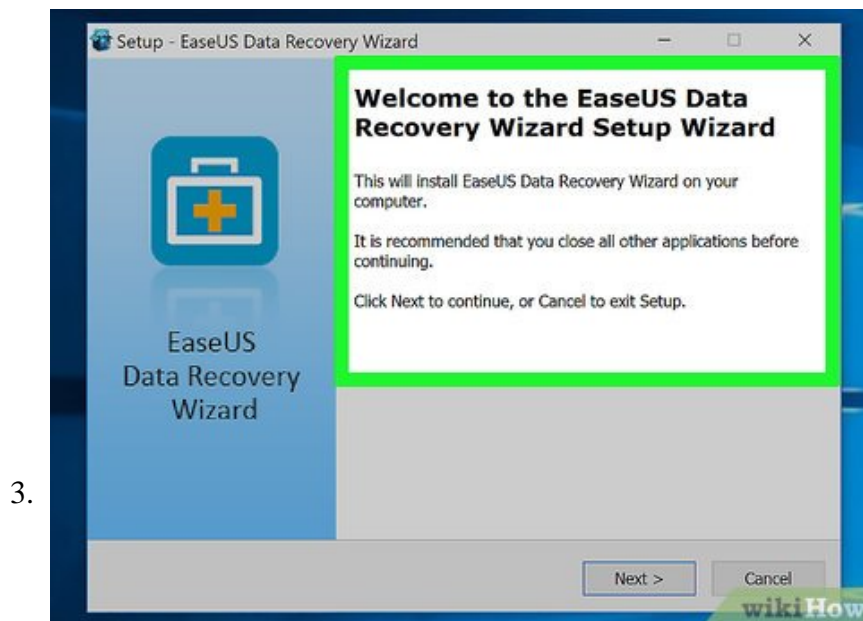 Setup - EaseUS Data Recovery Wizard
Welcome to the EaseUS Data
Recovery Wizard Setup Wizard
This will install EaseUS Data Recovery Wizard on your
computer.
It is recommended that you close all other applications before
continuing.
Click Next to continue, or Cancel to exit Setup.
EaseUS
Data Recovery
Wizard
3.
Next >
Cancel
wikiHow